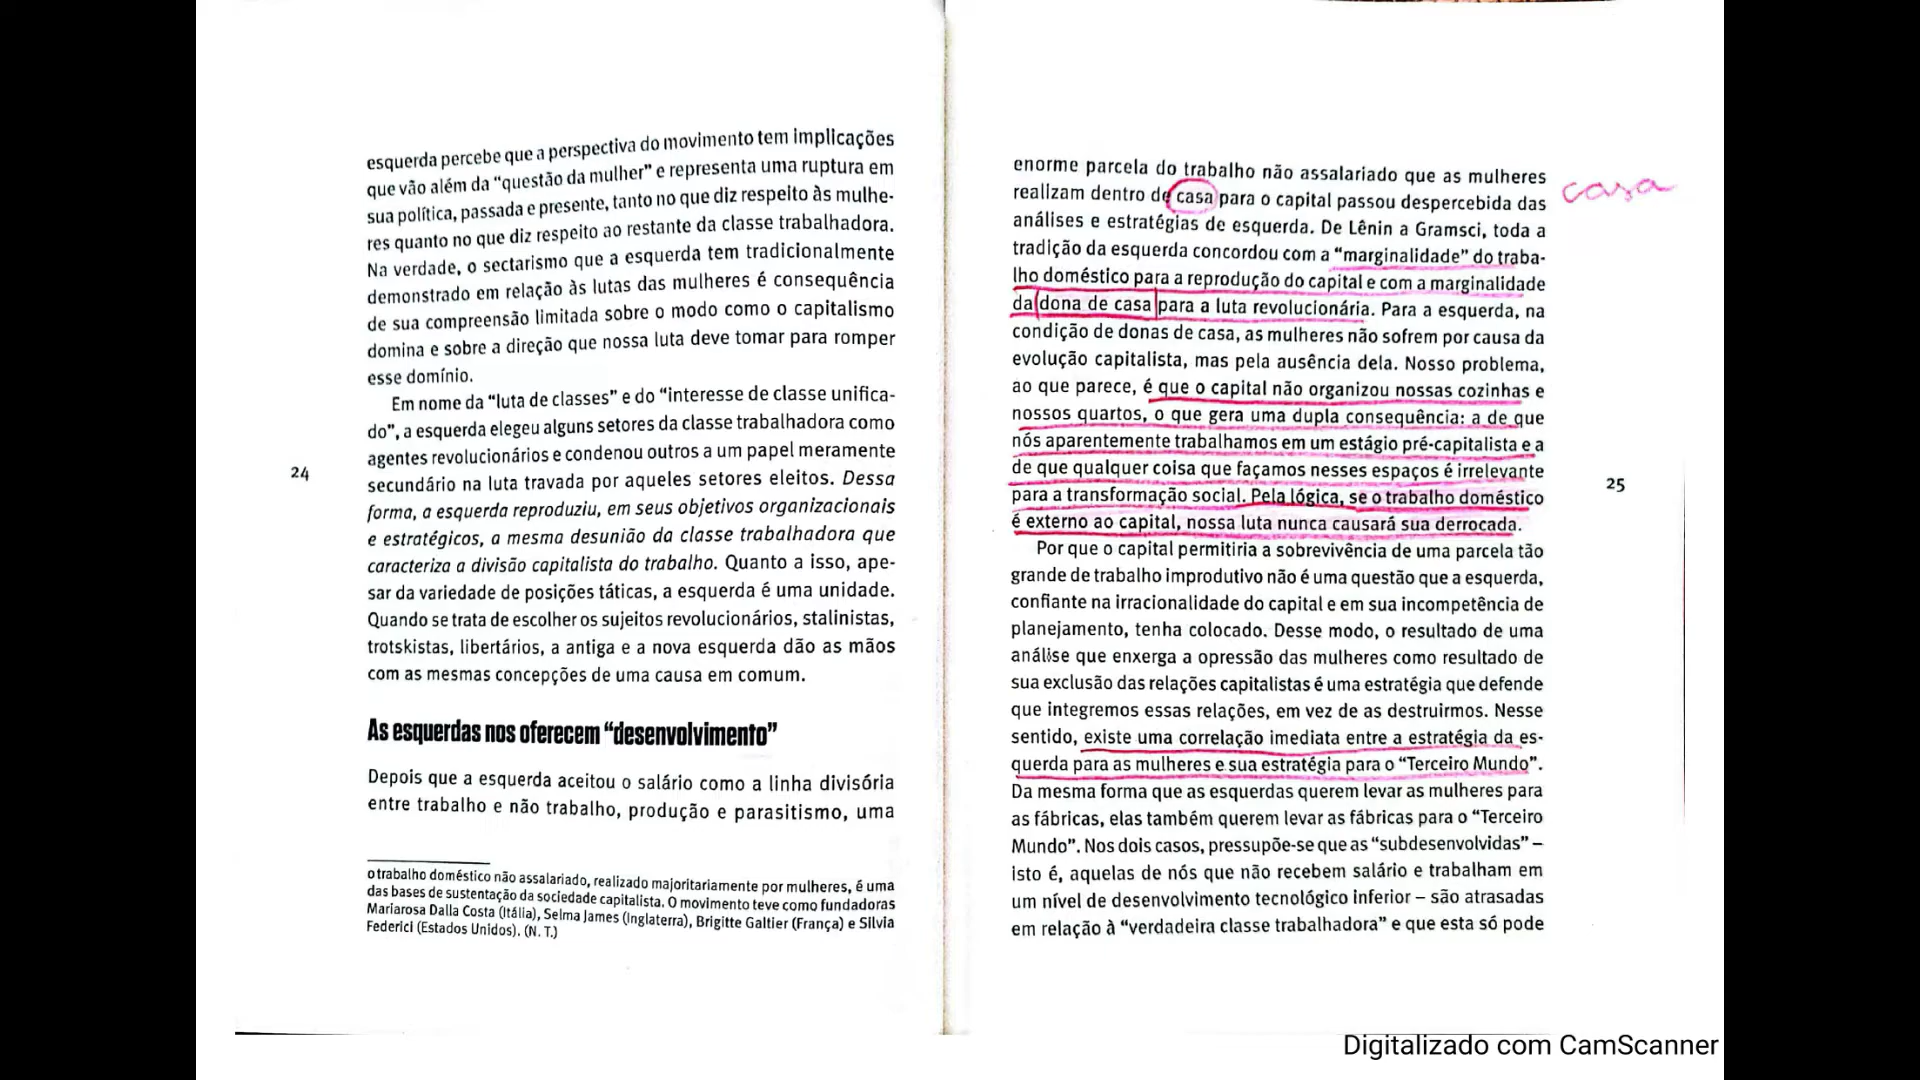 esquerda percebe que a perspectiva do movimento tem implicações
que vão além da “questão da mulher” e representa uma ruptura em
sua política, passada e presente, tanto no que diz respeito às mulhe-
res quanto no que diz respeito ao restante da classe trabalhadora.
Na verdade, o sectarismo que a esquerda tem tradicionalmente
demonstrado em relação às lutas das mulheres é consequência
de sua compreensão limitada sobre o modo como o capitalismo
domina e sobre a direção que nossa luta deve tomar para romper
esse domínio.
Em nome da “luta de classes” e do “interesse de classe unifica-
do”, a esquerda elegeu alguns setores da classe trabalhadora como
agentes revolucionários e condenou outros a um papel meramente
secundário na luta travada por aqueles setores eleitos. Dessa
forma, a esquerda reproduziu, em seus objetivos organizacionais
e estratégicos, a mesma desunião da classe trabalhadora que
caracteriza a divisão capitalista do trabalho. Quanto a isso, ape-
sar da variedade de posições táticas, a esquerda é uma unidade.
Quando se trata de escolher os sujeitos revolucionários, stalinistas,
trotskistas, libertários, a antiga e a nova esquerda dão as mãos
com as mesmas concepções de uma causa em comum.
As esquerdas nos oferecem “desenvolvimento”
Depois que a esquerda aceitou o salário como a linha divisória
entre trabalho e não trabalho, produção e parasitismo, uma
o trabalho doméstico não assalariado, realizado majoritariamente por mulheres, é uma
das bases de sustentação da sociedade capitalista. O movimento teve como fundadoras
Mariarosa Dalla Costa (Itália), Selma James (Inglaterra), Brigitte Galtier (França) e Silvia
Federici (Estados Unidos). (N. T.)
24
enorme parcela do trabalho não assalariado que as mulheres
realizam dentro de casa para o capital passou despercebida das
análises e estratégias de esquerda. De Lênin a Gramsci, toda a
tradição da esquerda concordou com a “marginalidade” do traba-
lho doméstico para a reprodução do capital e com a marginalidade
da dona de casa para a luta revolucionária. Para a esquerda, na
condição de donas de casa, as mulheres não sofrem por causa da
evolução capitalista, mas pela ausência dela. Nosso problema,
ao que parece, é que o capital não organizou nossas cozinhas e
nossos quartos, o que gera uma dupla consequência: a de que
nós aparentemente trabalhamos em um estágio pré-capitalista e a
de que qualquer coisa que façamos nesses espaços é irrelevante
para a transformação social. Pela lógica, se o trabalho doméstico
é externo ao capital, nossa luta nunca causará sua derrocada.
Por que o capital permitiria a sobrevivência de uma parcela tão
grande de trabalho improdutivo não é uma questão que a esquerda,
confiante na irracionalidade do capital e em sua incompetência de
planejamento, tenha colocado. Desse modo, o resultado de uma
análise que enxerga a opressão das mulheres como resultado de
sua exclusão das relações capitalistas é uma estratégia que defende
que integremos essas relações, em vez de as destruirmos. Nesse
sentido, existe uma correlação imediata entre a estratégia da es-
querda para as mulheres e sua estratégia para o “Terceiro Mundo”.
Da mesma forma que as esquerdas querem levar as mulheres para
as fábricas, elas também querem levar as fábricas para o “Terceiro
Mundo”. Nos dois casos, pressupõe-se que as “subdesenvolvidas” –
isto é, aquelas de nós que não recebem salário e trabalham em
um nível de desenvolvimento tecnológico inferior – são atrasadas
em relação à “verdadeira classe trabalhadora” e que esta só pode
casa
25
Digitalizado com CamScanner